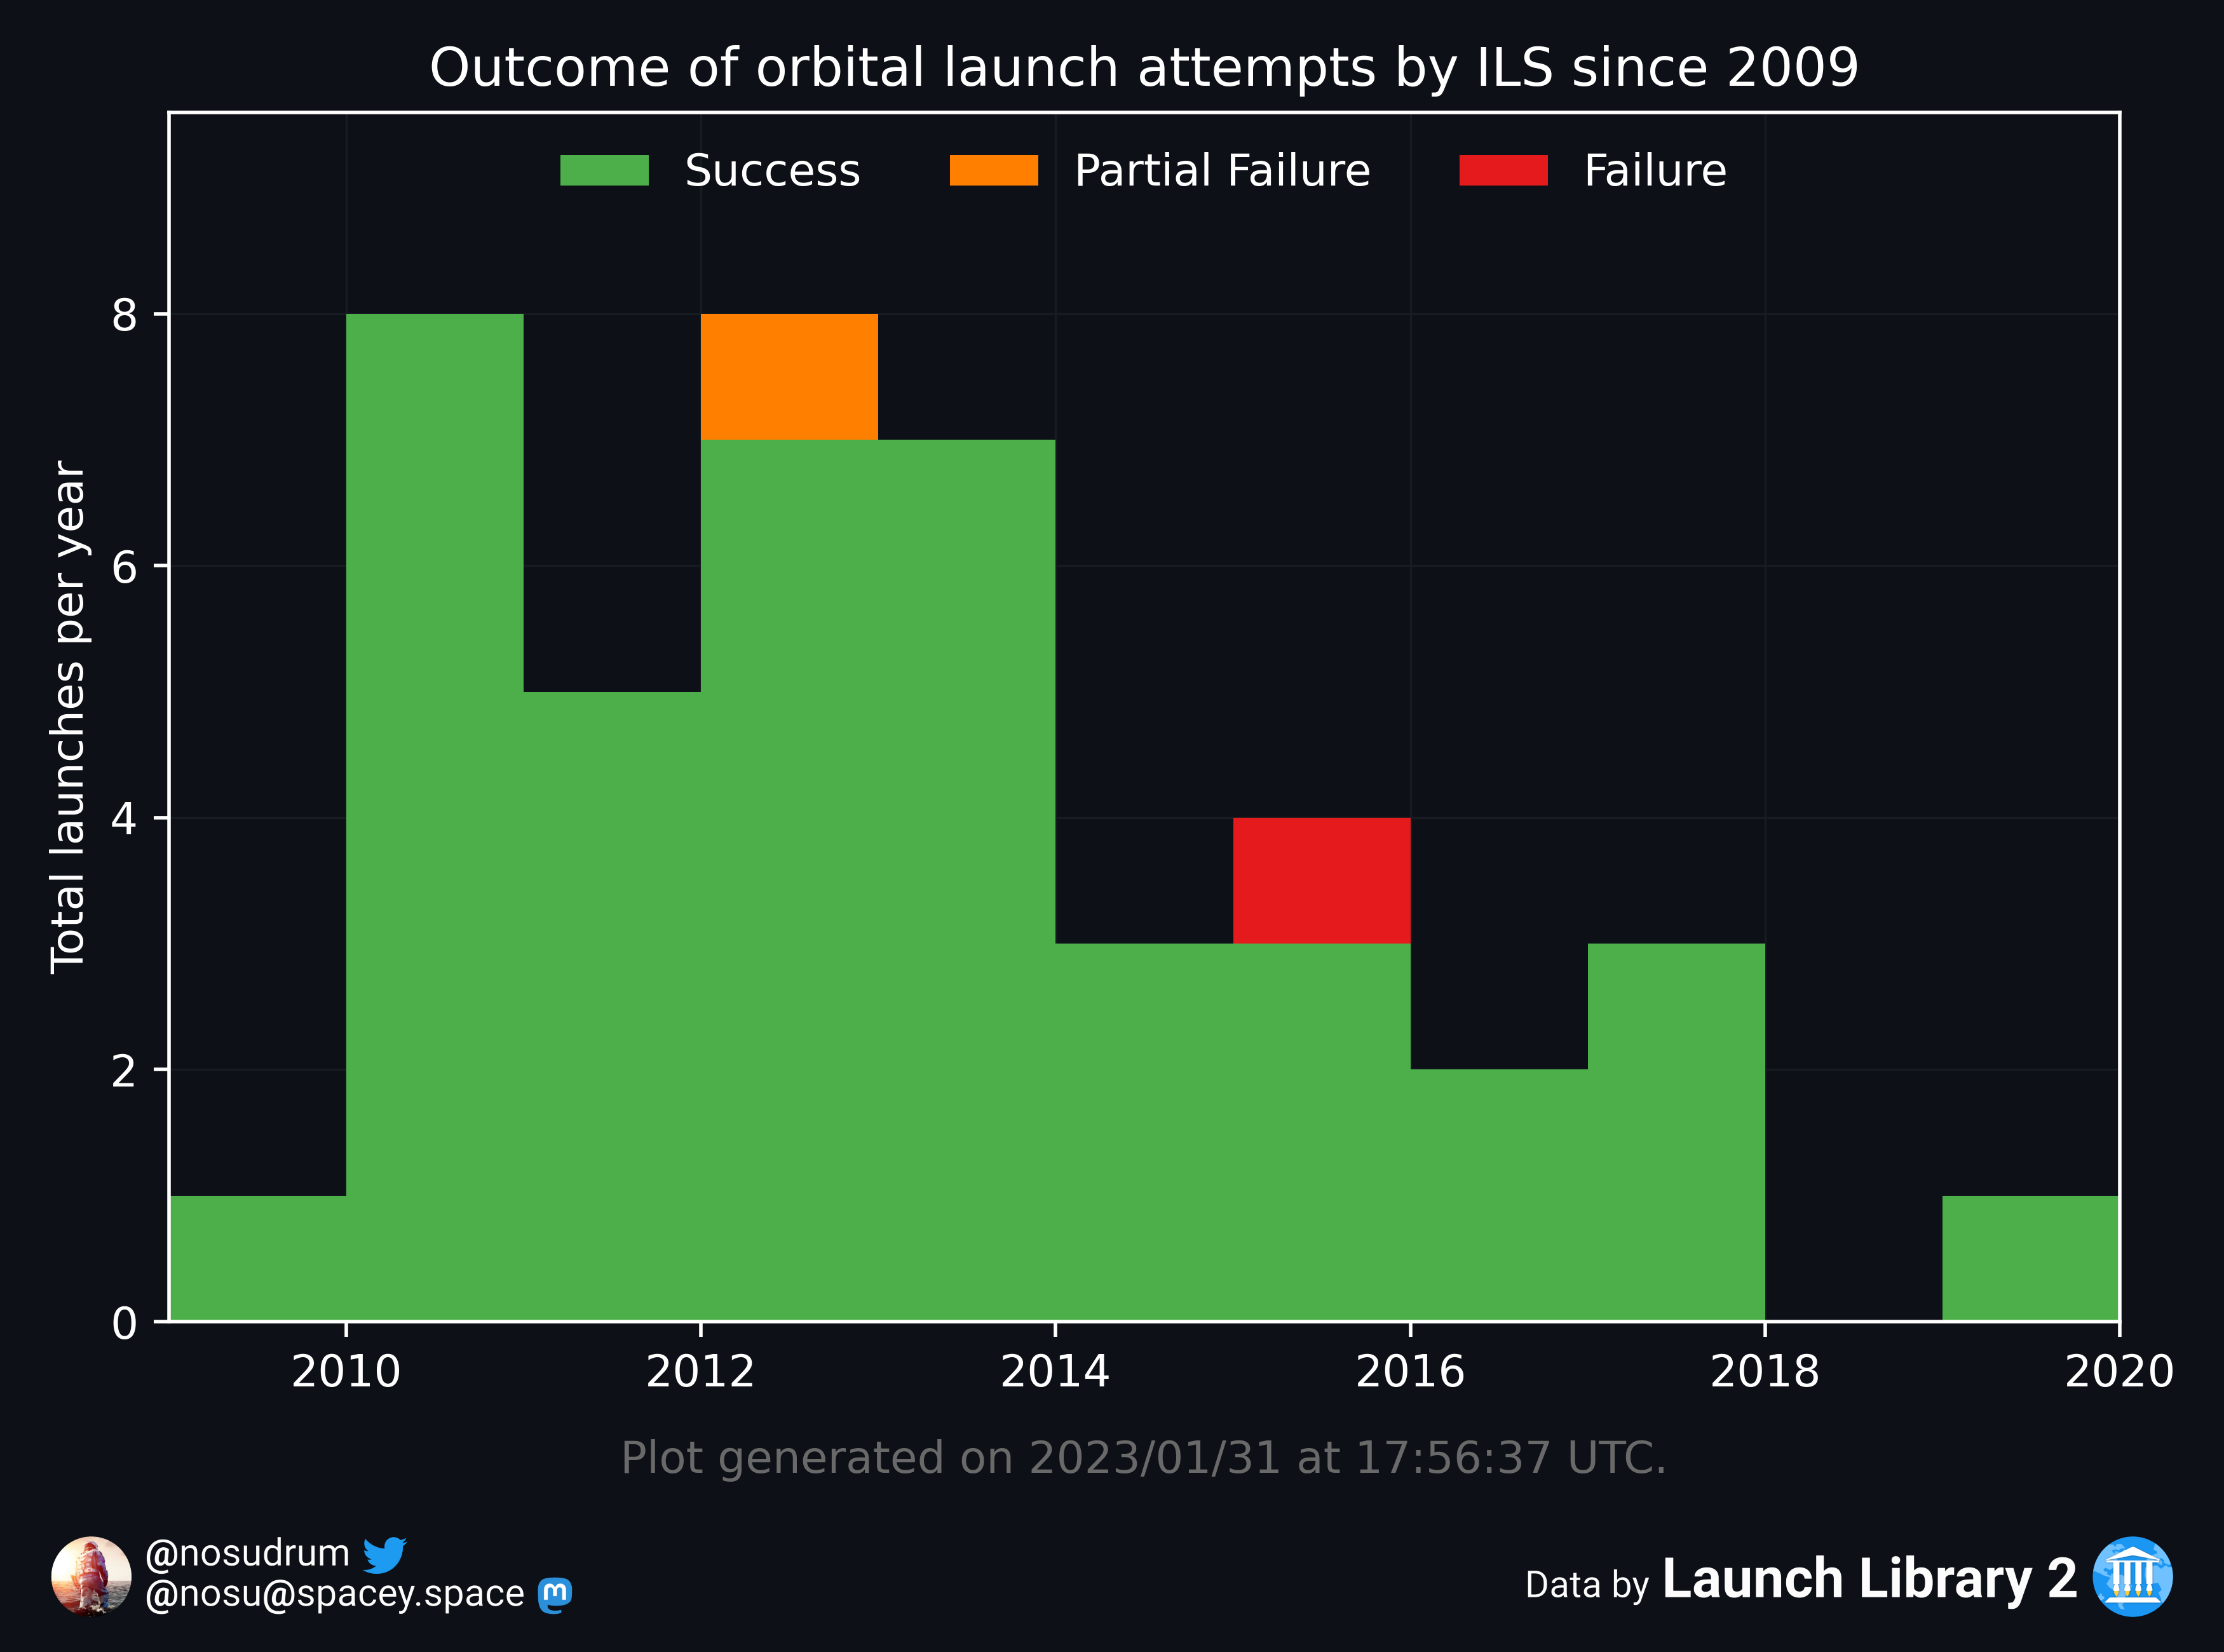 Outcome of orbital launch attempts by ILS since 2009
Success Partial Failure Failure
Total launches per year
8
6
4
2
0
2010 2012 2014 2016 2018 2020
Plot generated on 2023/01/31 at 17:56:37 UTC.
@nosudrum
@nosu@spacey.space
Data by Launch Library 2